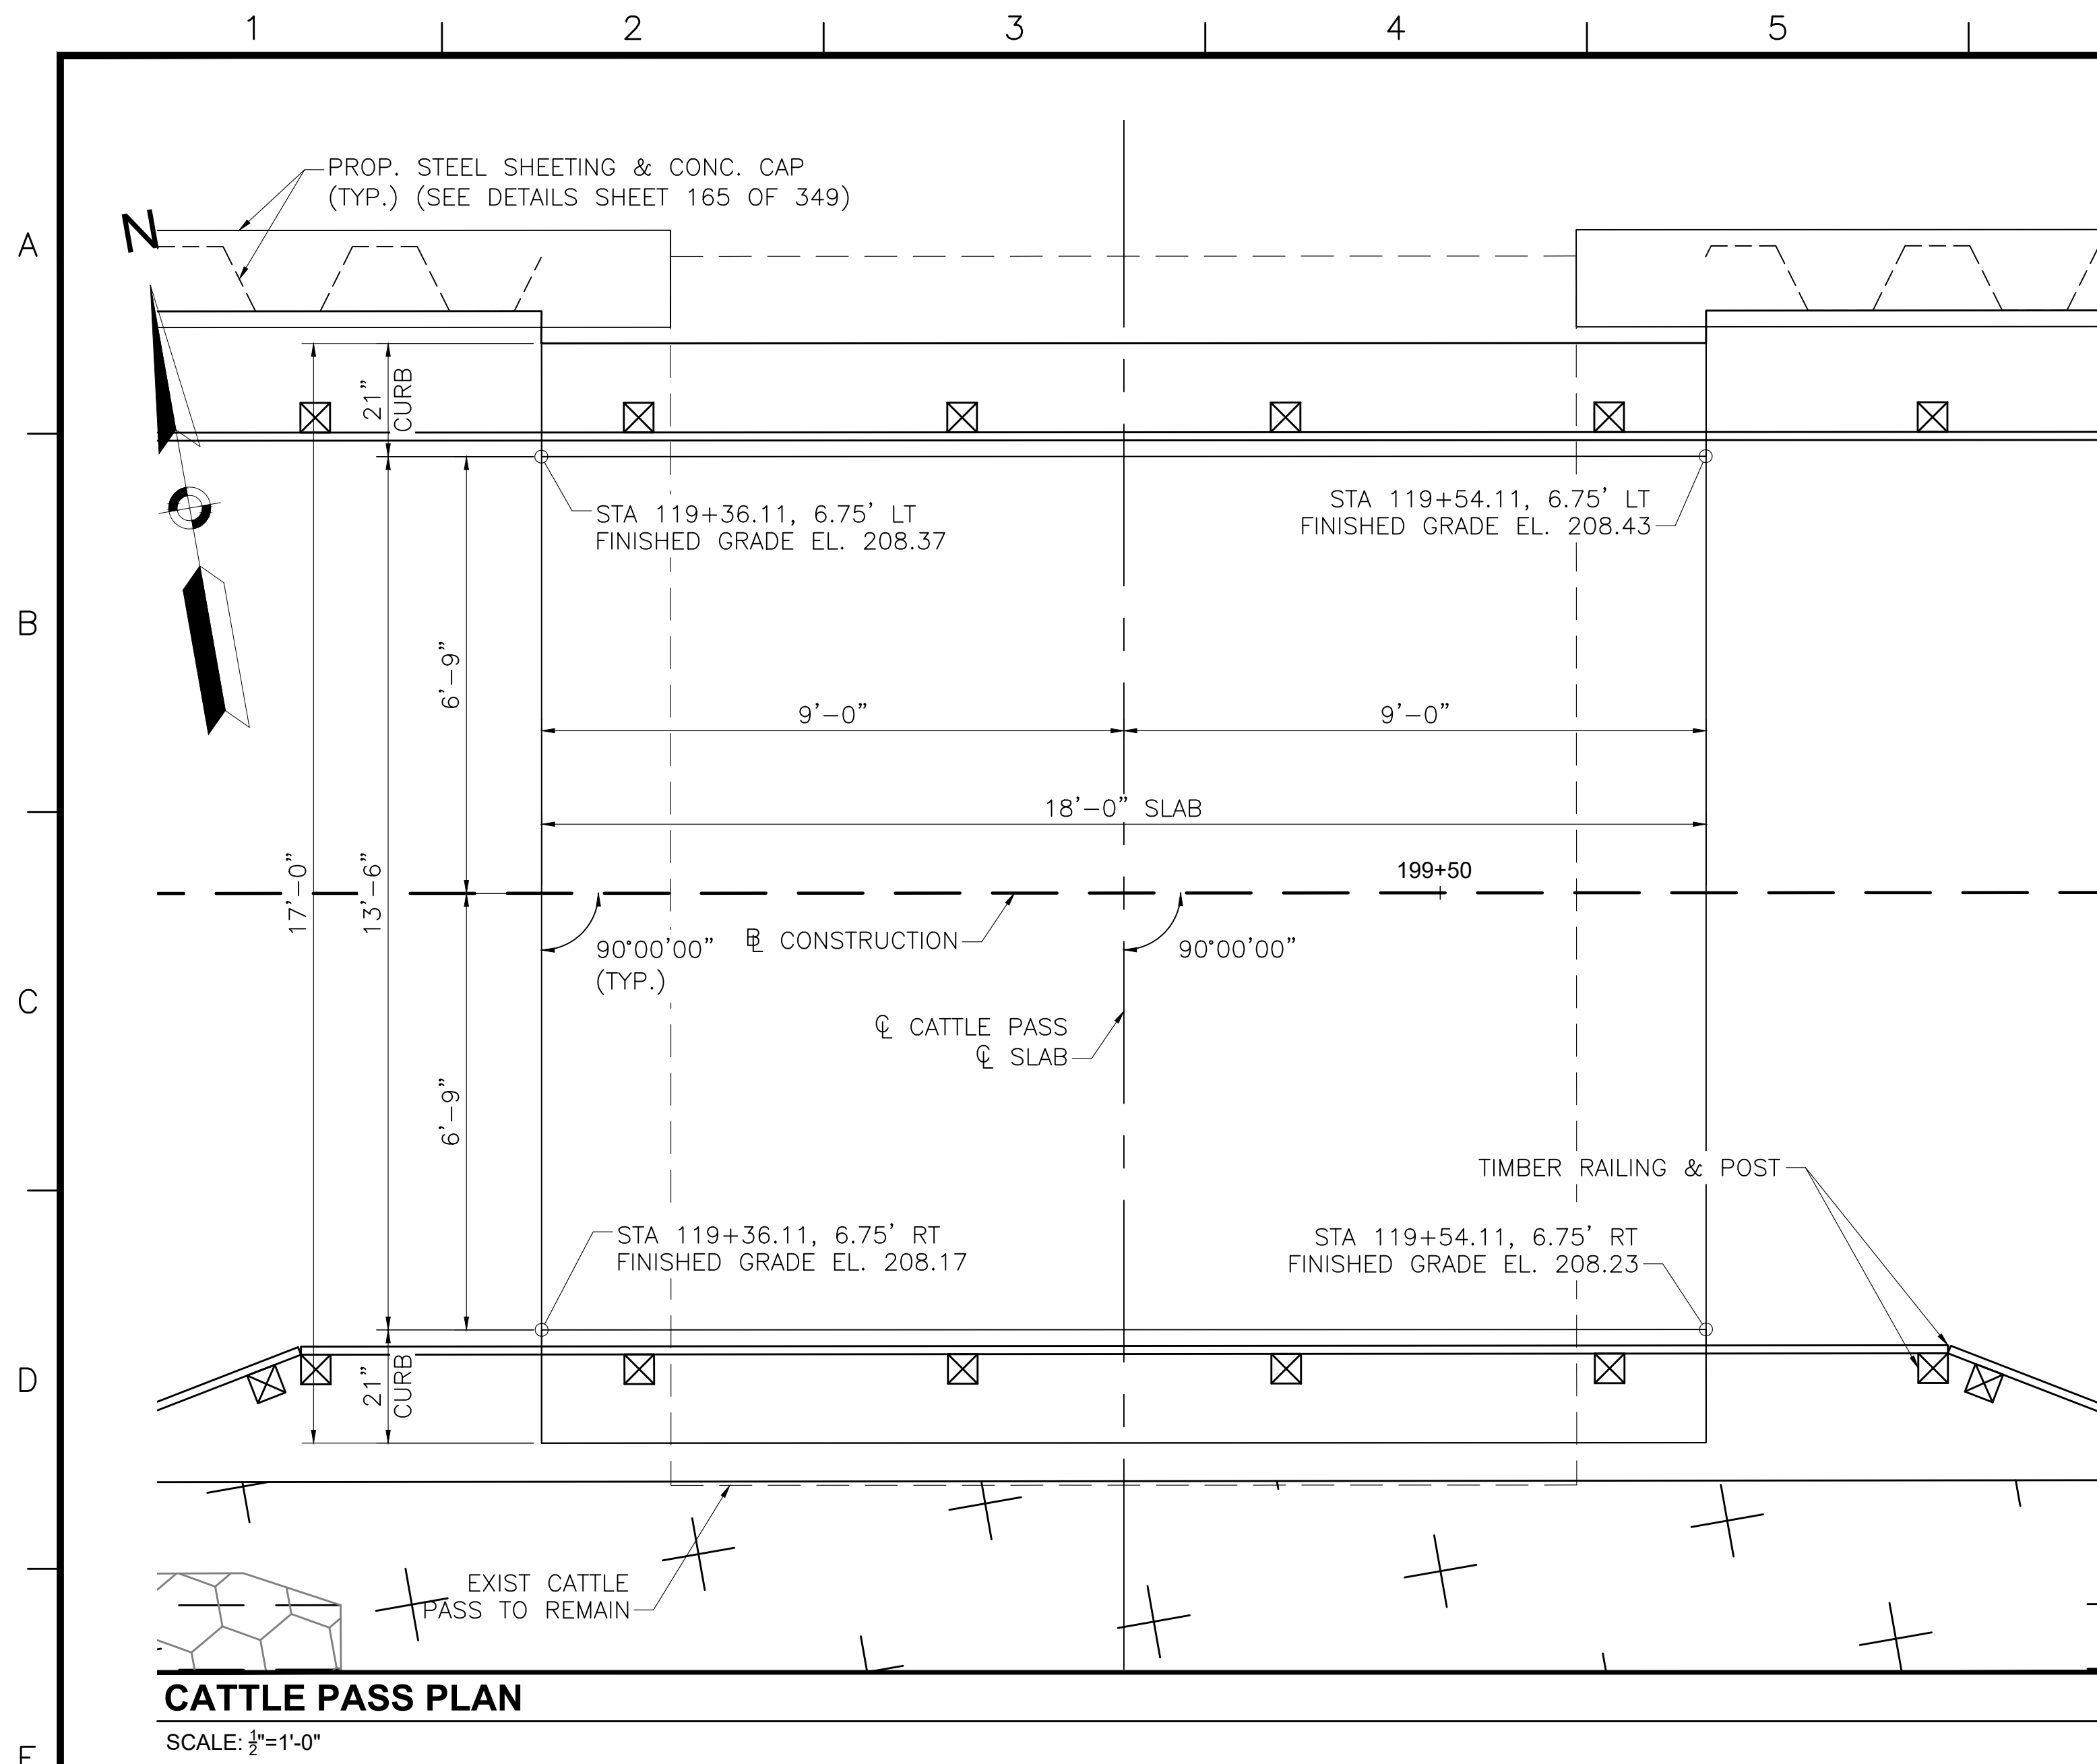 1 2 3 4 5
PROP. STEEL SHEETING & CONC. CAP
(TYP.) (SEE DETAILS SHEET 165 OF 349)
N
A
21"
CURB
STA 119+36.11, 6.75' LT
FINISHED GRADE EL. 208.37
STA 119+54.11, 6.75' LT
FINISHED GRADE EL. 208.43
B
6'-9"
9'-0"
9'-0"
18'-0" SLAB
17'-0"
13'-6"
199+50
90°00'00"
(TYP.)
℄ CONSTRUCTION
90°00'00"
C
℄ CATTLE PASS
℄ SLAB
6'-9"
TIMBER RAILING & POST
STA 119+36.11, 6.75' RT
FINISHED GRADE EL. 208.17
STA 119+54.11, 6.75' RT
FINISHED GRADE EL. 208.23
D
21"
CURB
EXIST CATTLE
PASS TO REMAIN
CATTLE PASS PLAN
SCALE: ½"=1'-0"